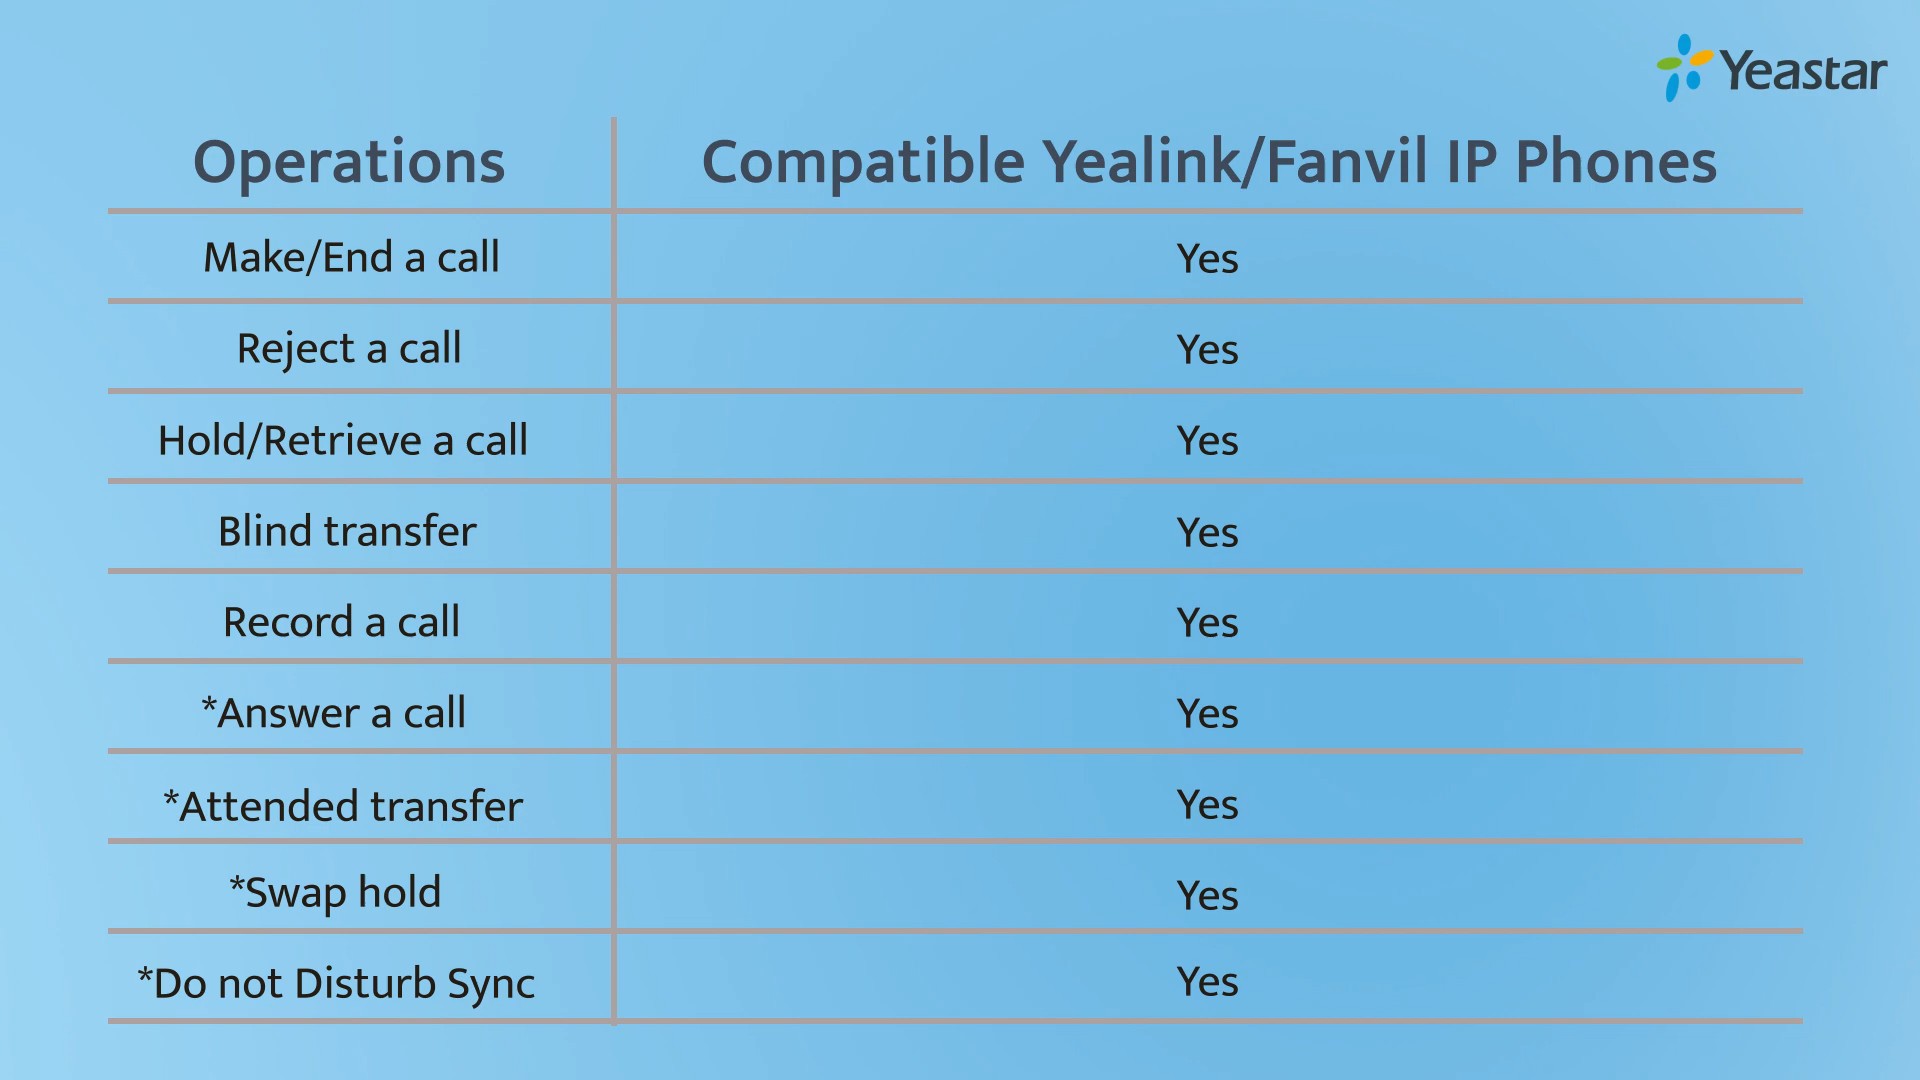 Yeastar
Operations Compatible Yealink/Fanvil IP Phones
Make/End a call Yes
Reject a call Yes
Hold/Retrieve a call Yes
Blind transfer Yes
Record a call Yes
*Answer a call Yes
*Attended transfer Yes
*Swap hold Yes
*Do not Disturb Sync Yes